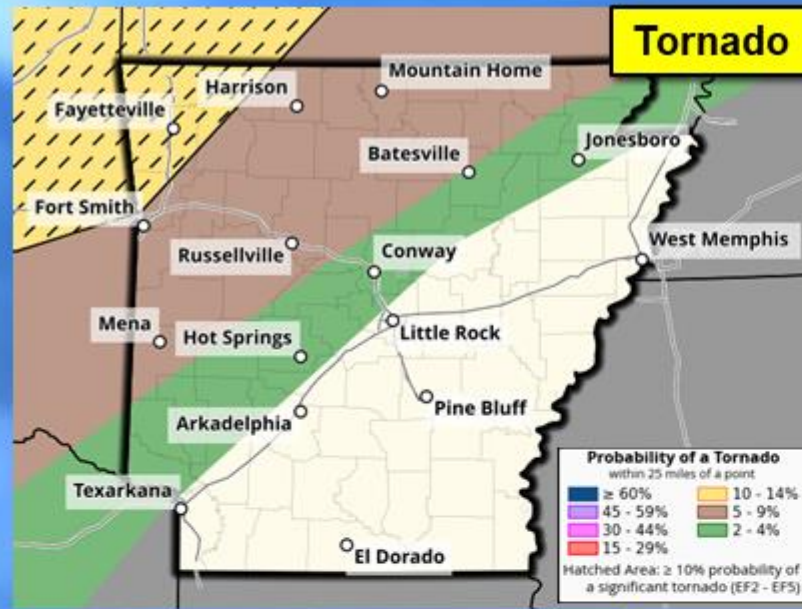 Tornado
Mountain Home
Harrison
Fayetteville
Jonesboro
Batesville
Fort Smith
West Memphis
Russellville
Conway
Mena
Hot Springs
Little Rock
Arkadelphia
Pine Bluff
Texarkana
El Dorado
Probability of a Tornado
within 25 miles of a point
≥ 60% 10 - 14%
45 - 59% 5 - 9%
30 - 44% 2 - 4%
15 - 29%
Hatched Area: ≥ 10% probability of
a significant tornado (EF2 - EF5)